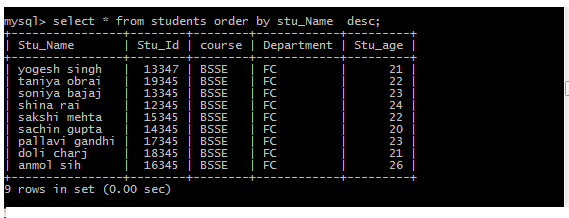 mysql> select * from students order by stu_Name  desc;
+----------------+--------+--------+------------+---------+
| Stu_Name       | Stu_Id | course | Department | Stu_age |
+----------------+--------+--------+------------+---------+
| yogesh singh   |  13347 | BSSE   | FC         |      21 |
| taniya obrai   |  19345 | BSSE   | FC         |      22 |
| soniya bajaj   |  13345 | BSSE   | FC         |      23 |
| shina rai      |  12345 | BSSE   | FC         |      24 |
| sakshi mehta   |  15345 | BSSE   | FC         |      22 |
| sachin gupta   |  14345 | BSSE   | FC         |      20 |
| pallavi gandhi |  17345 | BSSE   | FC         |      23 |
| doli charj     |  18345 | BSSE   | FC         |      21 |
| anmol sih      |  16345 | BSSE   | FC         |      26 |
+----------------+--------+--------+------------+---------+
9 rows in set (0.00 sec)